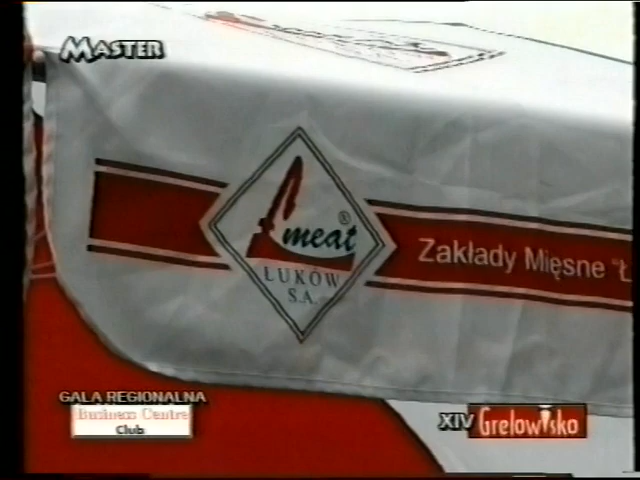 MASTER
meat®
ŁUKÓW
S.A.
Zakłady Mięsne "Ł
GALA REGIONALNA
Business Centre
Club
XIV Grelowisko